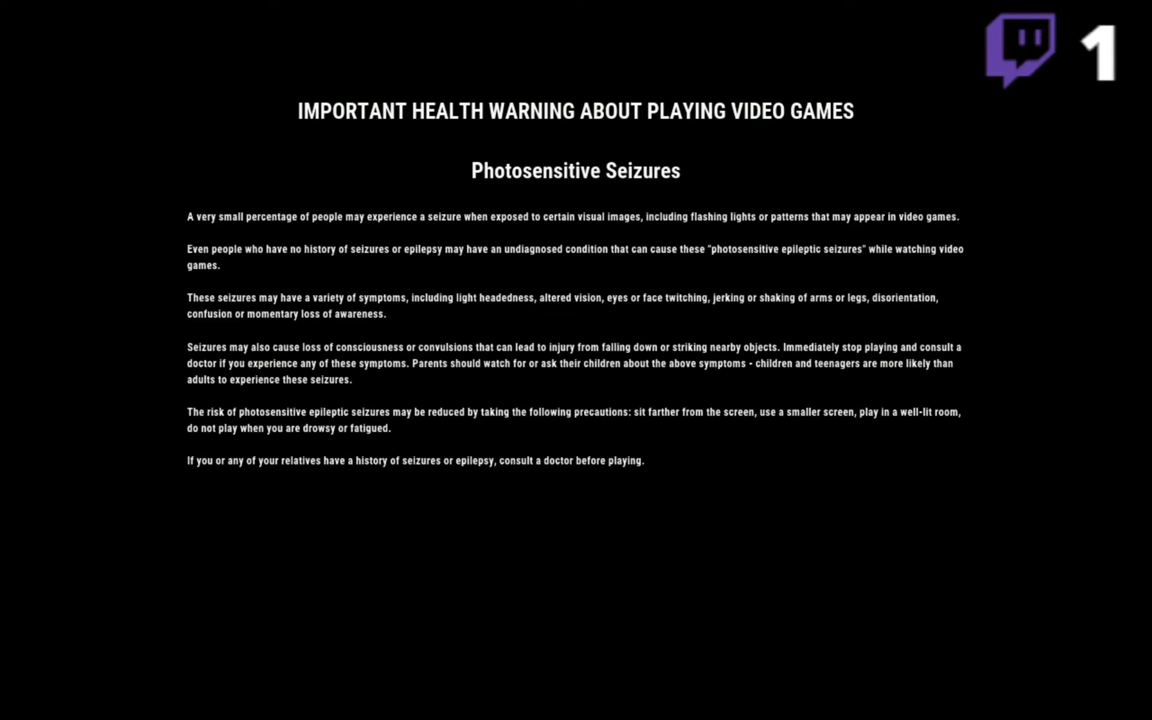 1
IMPORTANT HEALTH WARNING ABOUT PLAYING VIDEO GAMES
Photosensitive Seizures
A very small percentage of people may experience a seizure when exposed to certain visual images, including flashing lights or patterns that may appear in video games.
Even people who have no history of seizures or epilepsy may have an undiagnosed condition that can cause these "photosensitive epileptic seizures" while watching video
games.
These seizures may have a variety of symptoms, including light headedness, altered vision, eyes or face twitching, jerking or shaking of arms or legs, disorientation,
confusion or momentary loss of awareness.
Seizures may also cause loss of consciousness or convulsions that can lead to injury from falling down or striking nearby objects. Immediately stop playing and consult a
doctor if you experience any of these symptoms. Parents should watch for or ask their children about the above symptoms - children and teenagers are more likely than
adults to experience these seizures.
The risk of photosensitive epileptic seizures may be reduced by taking the following precautions: sit farther from the screen, use a smaller screen, play in a well-lit room,
do not play when you are drowsy or fatigued.
If you or any of your relatives have a history of seizures or epilepsy, consult a doctor before playing.